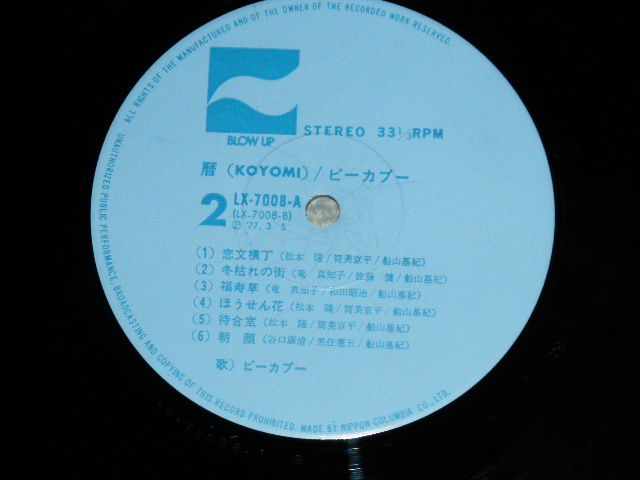 ALL RIGHTS OF THE MANUFACTURER AND OF THE OWNER OF THE RECORDED WORK RESERVED.
BLOW UP
STEREO 33 1/3 RPM
暦 (KOYOMI) / ピーカブー
2
LX-7008-A
(LX-7008-B)
Ⓟ '77. 3 5
(1) 恋文横丁 (松本 隆/筒美京平/船山基紀)
(2) 冬枯れの街 (竜 真知子/佐藤 健/船山基紀)
(3) 福寿草 (竜 真知子/和田昭治/船山基紀)
(4) ほうせん花 (松本 隆/筒美京平/船山基紀)
(5) 待合室 (松本 隆/筒美京平/船山基紀)
(6) 朝 顔 (谷口康清/黒住憲五/船山基紀)
歌) ピーカブー
UNAUTHORIZED PUBLIC PERFORMANCE, BROADCASTING AND COPYING OF THIS RECORD PROHIBITED. MADE BY NIPPON COLUMBIA CO., LTD.